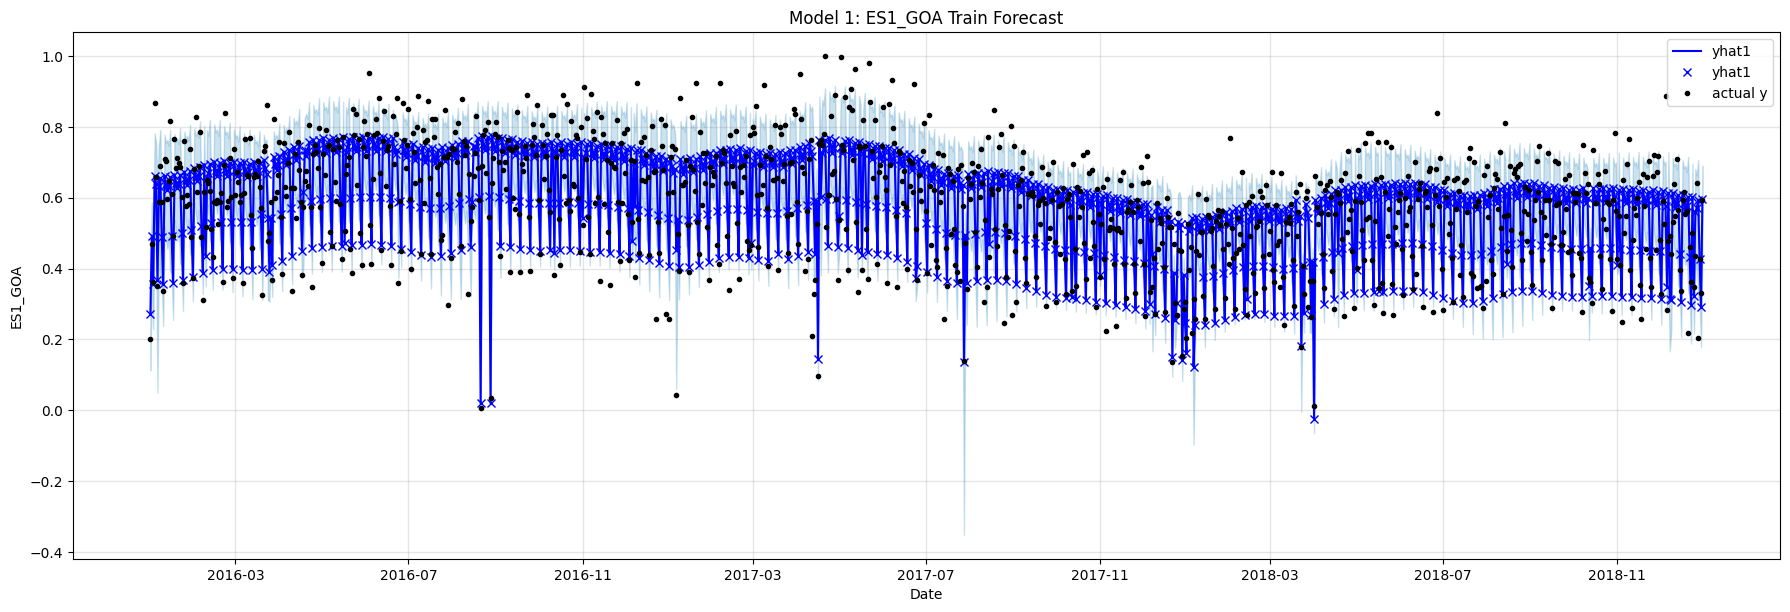 Model 1: ES1_GOA Train Forecast
yhat1
yhat1
actual y
1.0
0.8
0.6
0.4
0.2
0.0
−0.2
−0.4
ES1_GOA
2016-03 2016-07 2016-11 2017-03 2017-07 2017-11 2018-03 2018-07 2018-11
Date